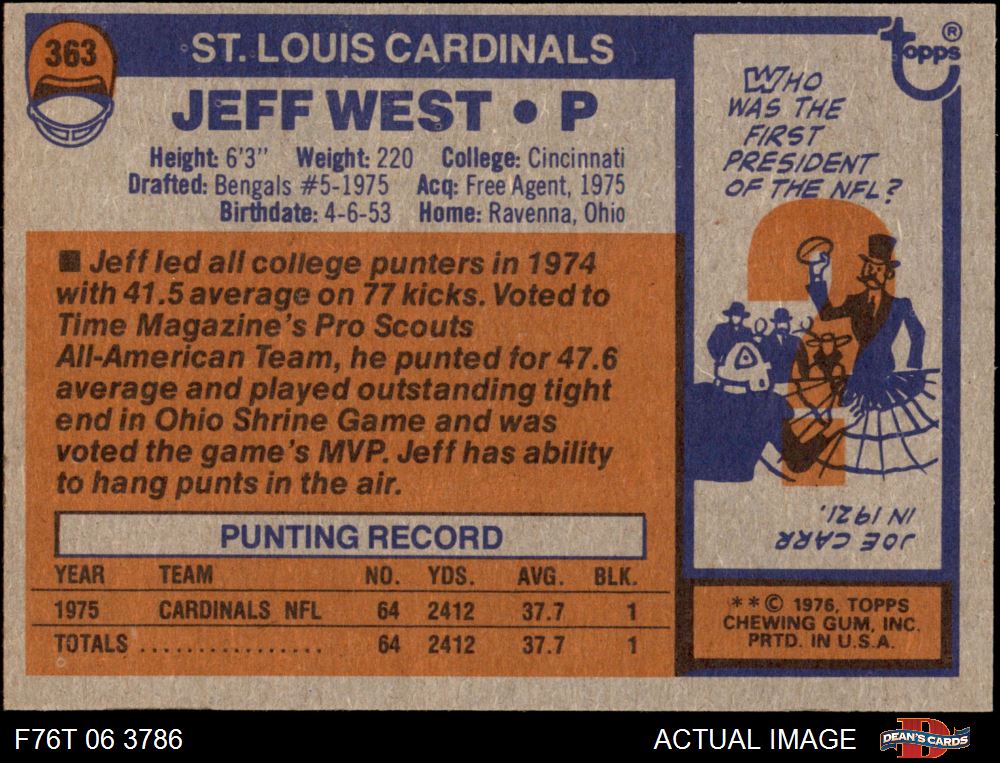 363
ST. LOUIS CARDINALS
JEFF WEST • P
Height: 6'3" Weight: 220 College: Cincinnati
Drafted: Bengals #5-1975 Acq: Free Agent, 1975
Birthdate: 4-6-53 Home: Ravenna, Ohio
■ Jeff led all college punters in 1974
with 41.5 average on 77 kicks. Voted to
Time Magazine's Pro Scouts
All-American Team, he punted for 47.6
average and played outstanding tight
end in Ohio Shrine Game and was
voted the game's MVP. Jeff has ability
to hang punts in the air.
PUNTING RECORD
YEAR TEAM NO. YDS. AVG. BLK.
1975 CARDINALS NFL 64 2412 37.7 1
TOTALS ................ 64 2412 37.7 1
topps®
WHO
WAS THE
FIRST
PRESIDENT
OF THE NFL?
JOE CARR
IN 1921.
**© 1976, TOPPS
CHEWING GUM, INC.
PRTD. IN U.S.A.
F76T 06 3786
ACTUAL IMAGE
D
DEAN'S CARDS